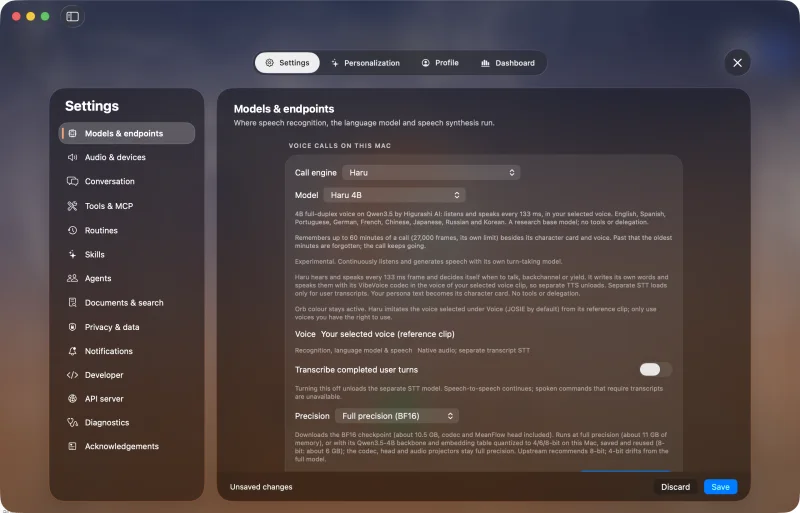 Settings
Personalization
Profile
Dashboard
Settings
Models & endpoints
Audio & devices
Conversation
Tools & MCP
Routines
Skills
Agents
Documents & search
Privacy & data
Notifications
Developer
API server
Diagnostics
Acknowledgements
Models & endpoints
Where speech recognition, the language model and speech synthesis run.
VOICE CALLS ON THIS MAC
Call engine Haru
Model Haru 4B
4B full-duplex voice on Qwen3.5 by Higurashi AI: listens and speaks every 133 ms, in your selected voice. English, Spanish,
Portuguese, German, French, Chinese, Japanese, Russian and Korean. A research base model; no tools or delegation.
Remembers up to 60 minutes of a call (27,000 frames, its own limit) besides its character card and voice. Past that the oldest
minutes are forgotten; the call keeps going.
Experimental. Continuously listens and generates speech with its own turn-taking model.
Haru hears and speaks every 133 ms frame and decides itself when to talk, backchannel or yield. It writes its own words and
speaks them with its VibeVoice codec in the voice of your selected voice clip, so separate TTS unloads. Separate STT loads
only for user transcripts. Your persona text becomes its character card. No tools or delegation.
Orb colour stays active. Haru imitates the voice selected under Voice (JOSIE by default) from its reference clip; only use
voices you have the right to use.
Voice Your selected voice (reference clip)
Recognition, language model & speech Native audio; separate transcript STT
Transcribe completed user turns
Turning this off unloads the separate STT model. Speech-to-speech continues; spoken commands that require transcripts
are unavailable.
Precision Full precision (BF16)
Downloads the BF16 checkpoint (about 10.5 GB, codec and MeanFlow head included). Runs at full precision (about 11 GB of
memory), or with its Qwen3.5-4B backbone and embedding table quantized to 4/6/8-bit on this Mac, saved and reused (8-
bit: about 6 GB); the codec, head and audio projectors stay full precision. Upstream recommends 8-bit; 4-bit drifts from the
full model.
Unsaved changes
Discard
Save